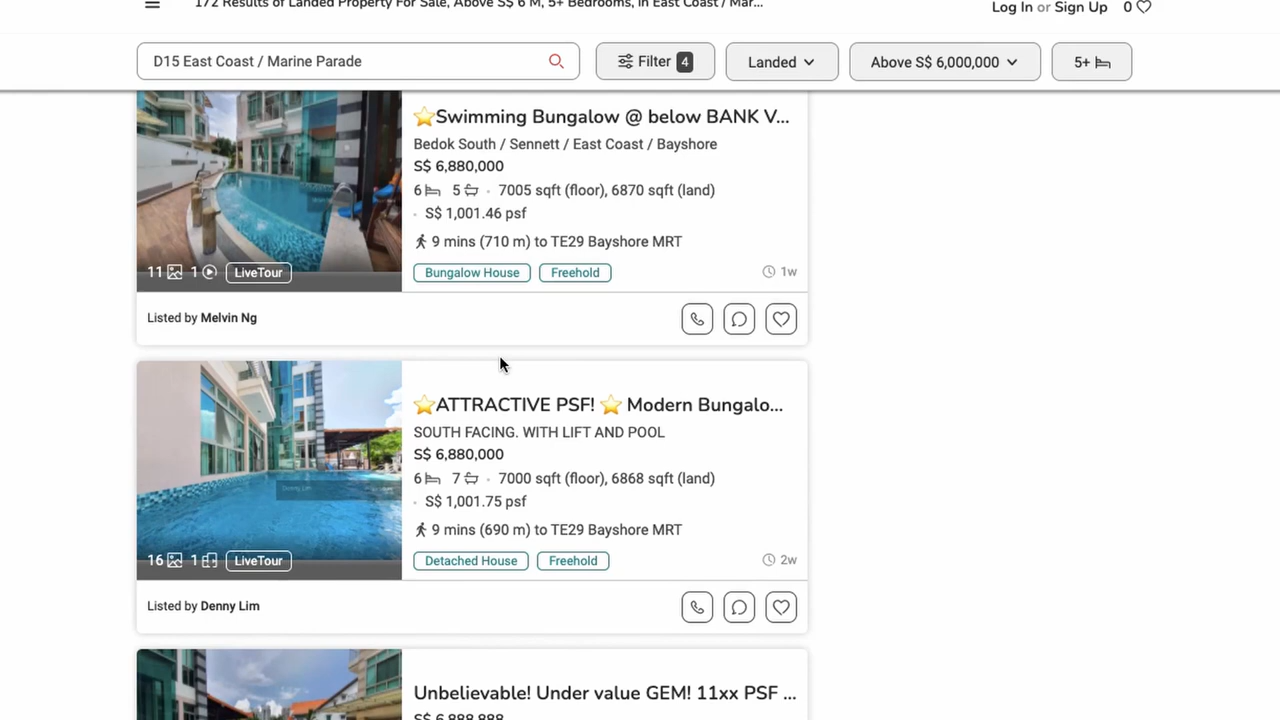 172 Results of Landed Property For Sale, Above S$ 6 M, 5+ Bedrooms, in East Coast / Mar...
Log In or Sign Up 0
D15 East Coast / Marine Parade
Filter 4
Landed
Above S$ 6,000,000
5+
⭐Swimming Bungalow @ below BANK V...
Bedok South / Sennett / East Coast / Bayshore
S$ 6,880,000
6 5 · 7005 sqft (floor), 6870 sqft (land)
· S$ 1,001.46 psf
9 mins (710 m) to TE29 Bayshore MRT
11 1 LiveTour
Bungalow House Freehold 1w
Listed by Melvin Ng
⭐ATTRACTIVE PSF! ⭐ Modern Bungalo...
SOUTH FACING. WITH LIFT AND POOL
S$ 6,880,000
6 7 · 7000 sqft (floor), 6868 sqft (land)
· S$ 1,001.75 psf
Denny Lim
9 mins (690 m) to TE29 Bayshore MRT
16 1 LiveTour
Detached House Freehold 2w
Listed by Denny Lim
Unbelievable! Under value GEM! 11xx PSF ...
S$ 6,888,888